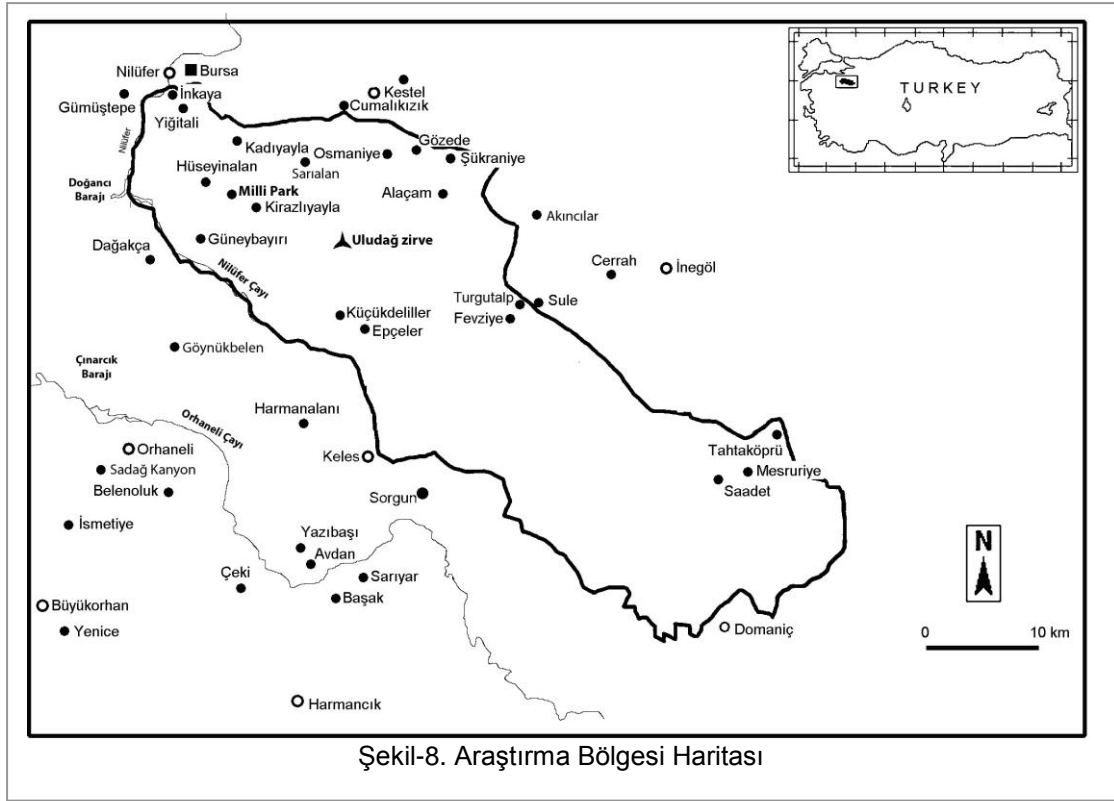 Nilüfer
Bursa
TURKEY
Gümüştepe
İnkaya
Kestel
Yiğitali
Cumalıkızık
Nilüfer
Kadıyayla
Osmaniye
Gözede
Hüseyinalan
Sarıalan
Şükraniye
Doğancı
Barajı
Milli Park
Alaçam
Kirazlıyayla
Akıncılar
Dağakça
Güneybayırı
Uludağ zirve
Cerrah
İnegöl
Nilüfer Çayı
Küçükdeliller
Turgutalp
Sule
Epçeler
Fevziye
Çınarcık
Barajı
Göynükbelen
Orhaneli Çayı
Harmanalanı
Orhaneli
Tahtaköprü
Sadağ Kanyon
Keles
Mesruriye
Belenoluk
Sorgun
Saadet
İsmetiye
Yazıbaşı
Avdan
N
Çeki
Sarıyar
Büyükorhan
Başak
Yenice
Domaniç
0 10 km
Harmancık
Şekil-8. Araştırma Bölgesi Haritası